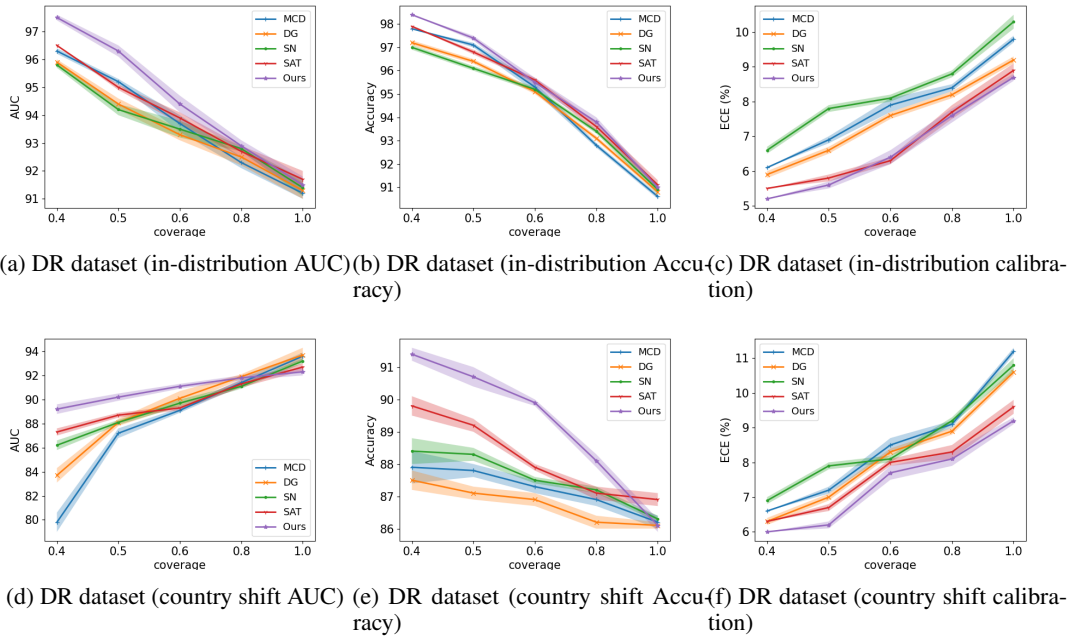 MCD
DG
SN
SAT
Ours
97
96
95
94
93
92
91
AUC
0.4 0.5 0.6 0.8 1.0
coverage
MCD
DG
SN
SAT
Ours
98
97
96
95
94
93
92
91
Accuracy
0.4 0.5 0.6 0.8 1.0
coverage
MCD
DG
SN
SAT
Ours
10
9
8
7
6
5
ECE (%)
0.4 0.5 0.6 0.8 1.0
coverage
(a) DR dataset (in-distribution AUC)
(b) DR dataset (in-distribution Accu-
racy)
(c) DR dataset (in-distribution calibra-
tion)
94
92
90
88
86
84
82
80
AUC
MCD
DG
SN
SAT
Ours
0.4 0.5 0.6 0.8 1.0
coverage
MCD
DG
SN
SAT
Ours
92
91
90
89
88
87
86
Accuracy
0.4 0.5 0.6 0.8 1.0
coverage
MCD
DG
SN
SAT
Ours
11
10
9
8
7
6
ECE (%)
0.4 0.5 0.6 0.8 1.0
coverage
(d) DR dataset (country shift AUC)
(e) DR dataset (country shift Accu-
racy)
(f) DR dataset (country shift calibra-
tion)